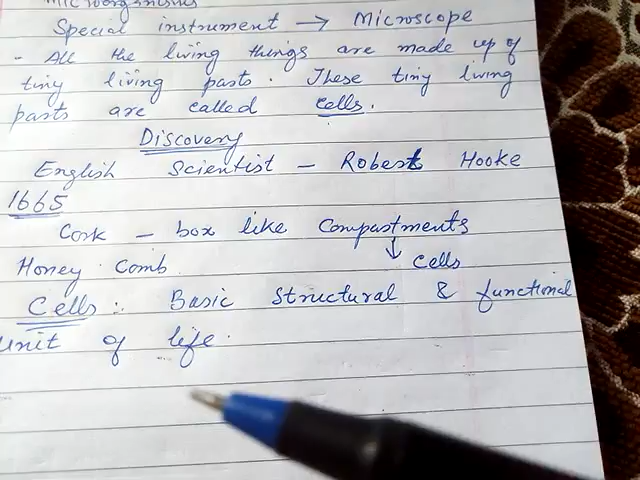 Microorganisms
Special instrument → Microscope
- All the living things are made up of
tiny living parts. These tiny living
parts are called cells.
Discovery
English Scientist - Robert Hooke
1665
Cork - box like Compartments
↓ cells
Honey Comb
Cells: Basic Structural & functional
unit of life.